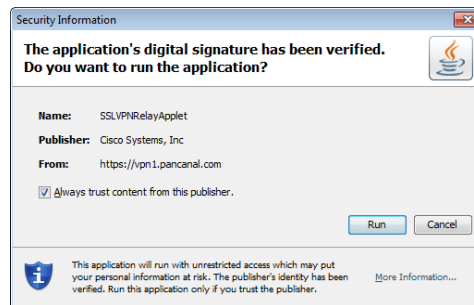 Security Information
The application's digital signature has been verified.
Do you want to run the application?
Name: SSLVPNRelayApplet
Publisher: Cisco Systems, Inc
From: https://vpn1.pancanal.com
Always trust content from this publisher.
Run Cancel
This application will run with unrestricted access which may put
your personal information at risk. The publisher's identity has been
verified. Run this application only if you trust the publisher.
More Information...